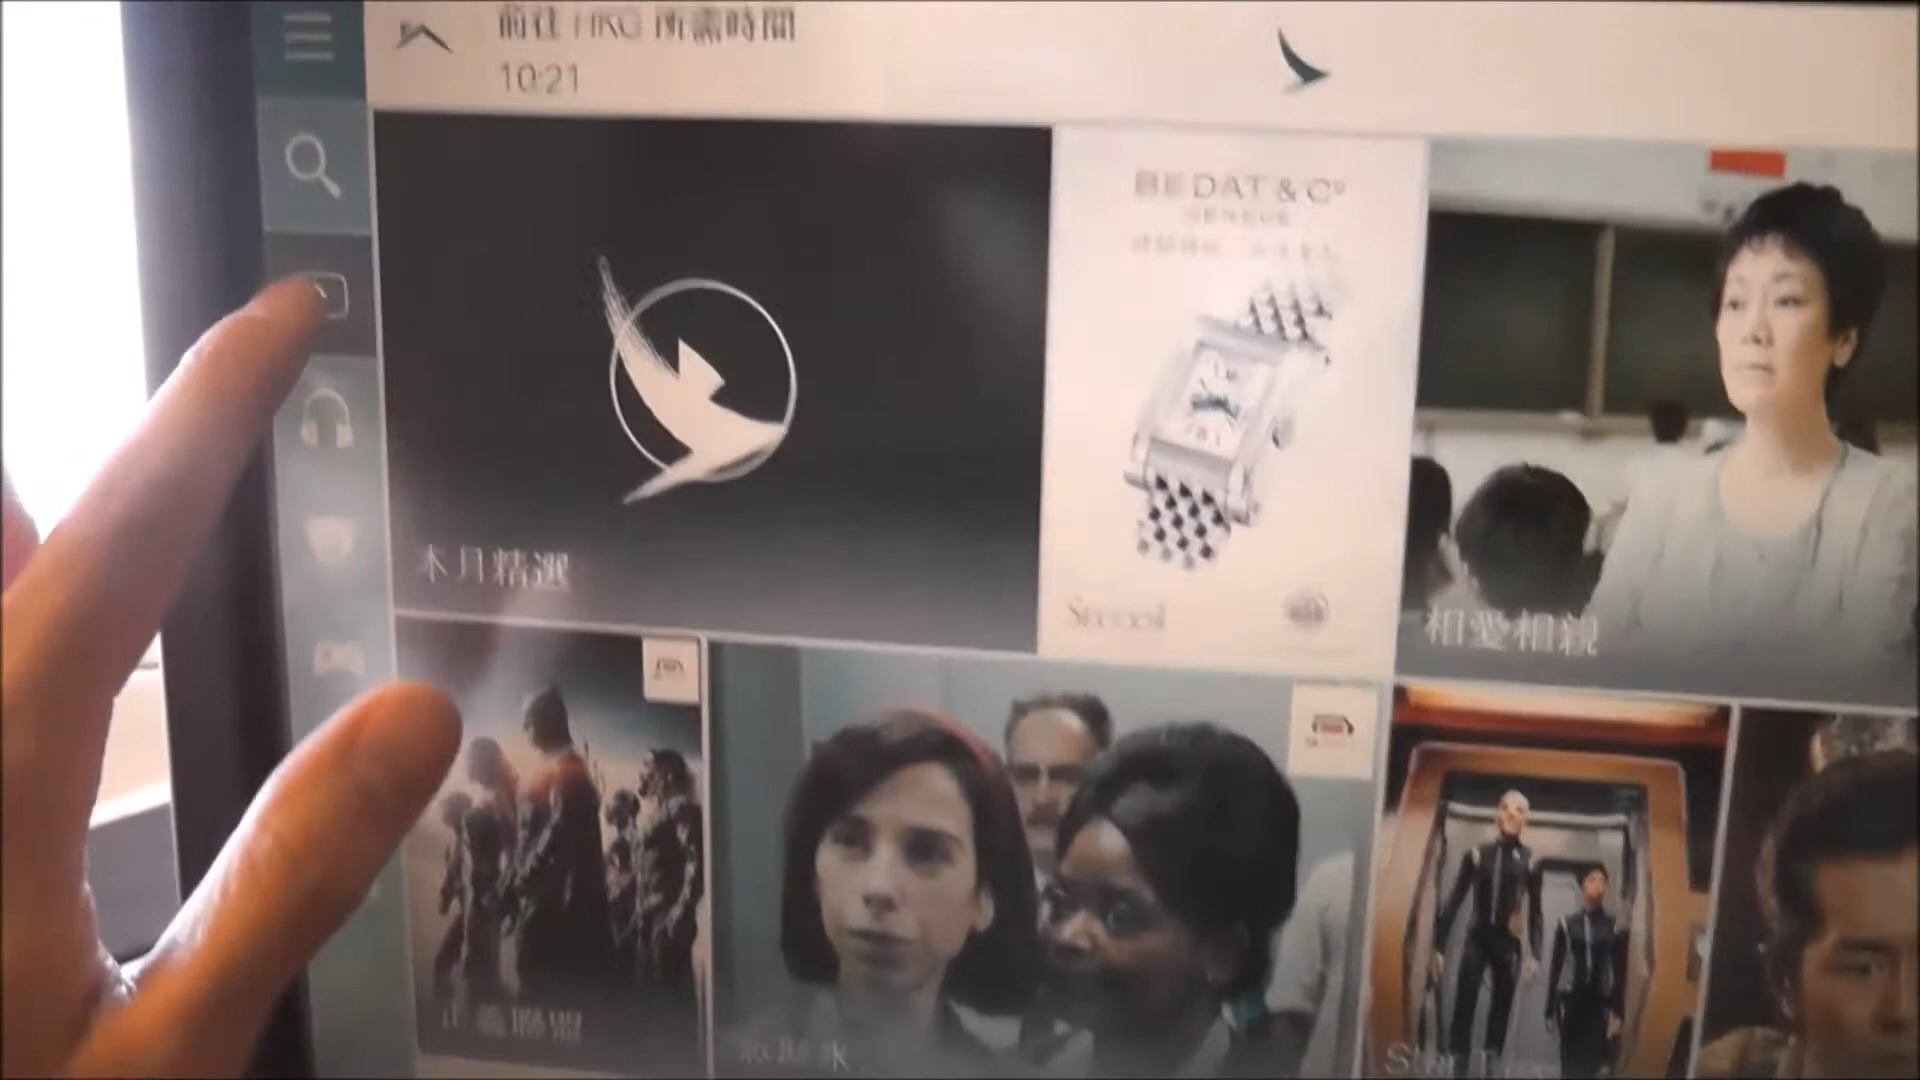 前往 HKG 所需時間
10:21
BEDAT & Cº
GENEVE
本月精選
相愛相親
正義聯盟
Star Trek